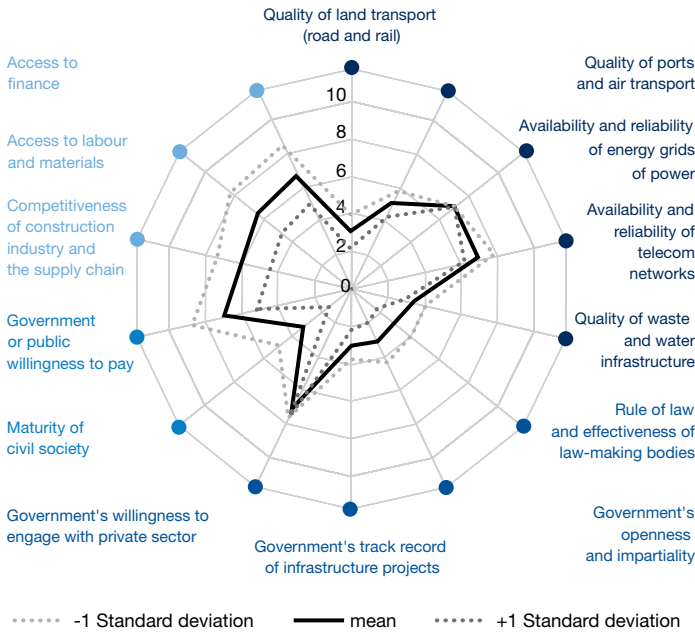 Quality of land transport
(road and rail)
Quality of ports
and air transport
Availability and reliability
of energy grids
of power
Availability and
reliability of
telecom
networks
Quality of waste
and water
infrastructure
Rule of law
and effectiveness of
law-making bodies
Government's
openness
and impartiality
Government's track record
of infrastructure projects
Government's willingness to
engage with private sector
Maturity of
civil society
Government
or public
willingness to pay
Competitiveness
of construction
industry and
the supply chain
Access to labour
and materials
Access to
finance
10
8
6
4
2
0
-1 Standard deviation
mean
+1 Standard deviation